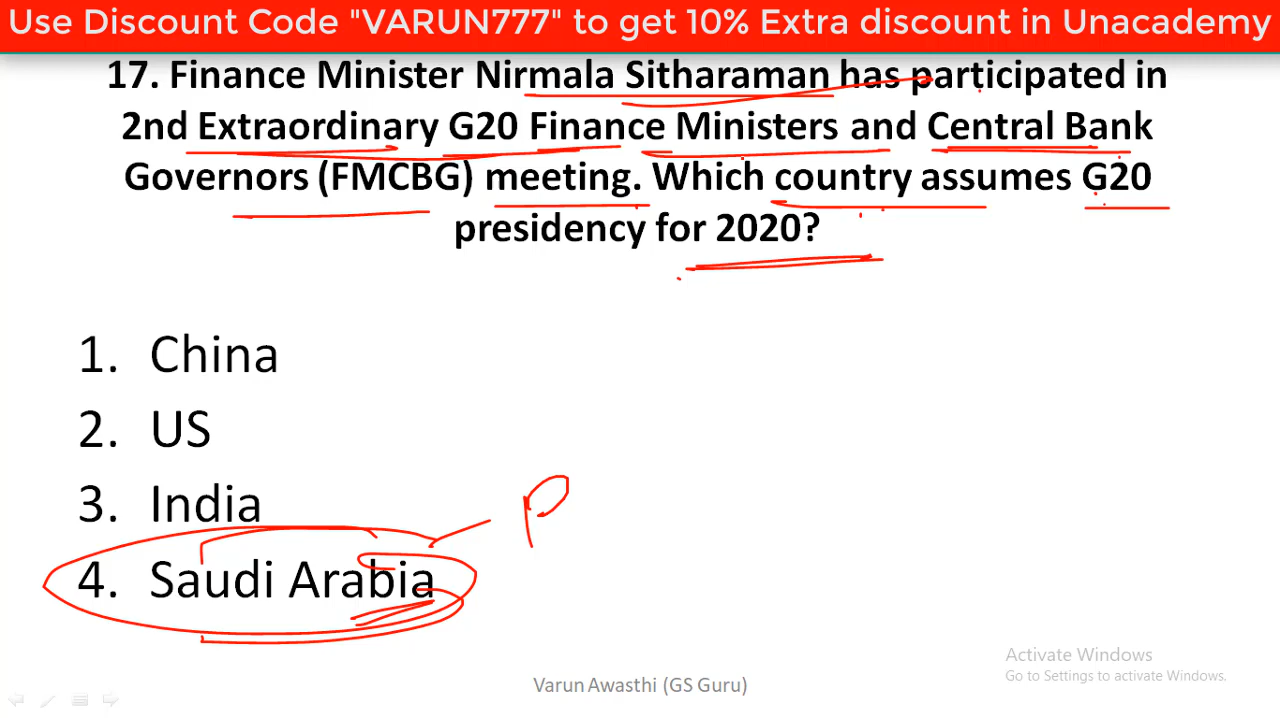 Use Discount Code "VARUN777" to get 10% Extra discount in Unacademy
17. Finance Minister Nirmala Sitharaman has participated in
2nd Extraordinary G20 Finance Ministers and Central Bank
Governors (FMCBG) meeting. Which country assumes G20
presidency for 2020?
1. China
2. US
3. India
4. Saudi Arabia
P
Activate Windows
Go to Settings to activate Windows.
Varun Awasthi (GS Guru)